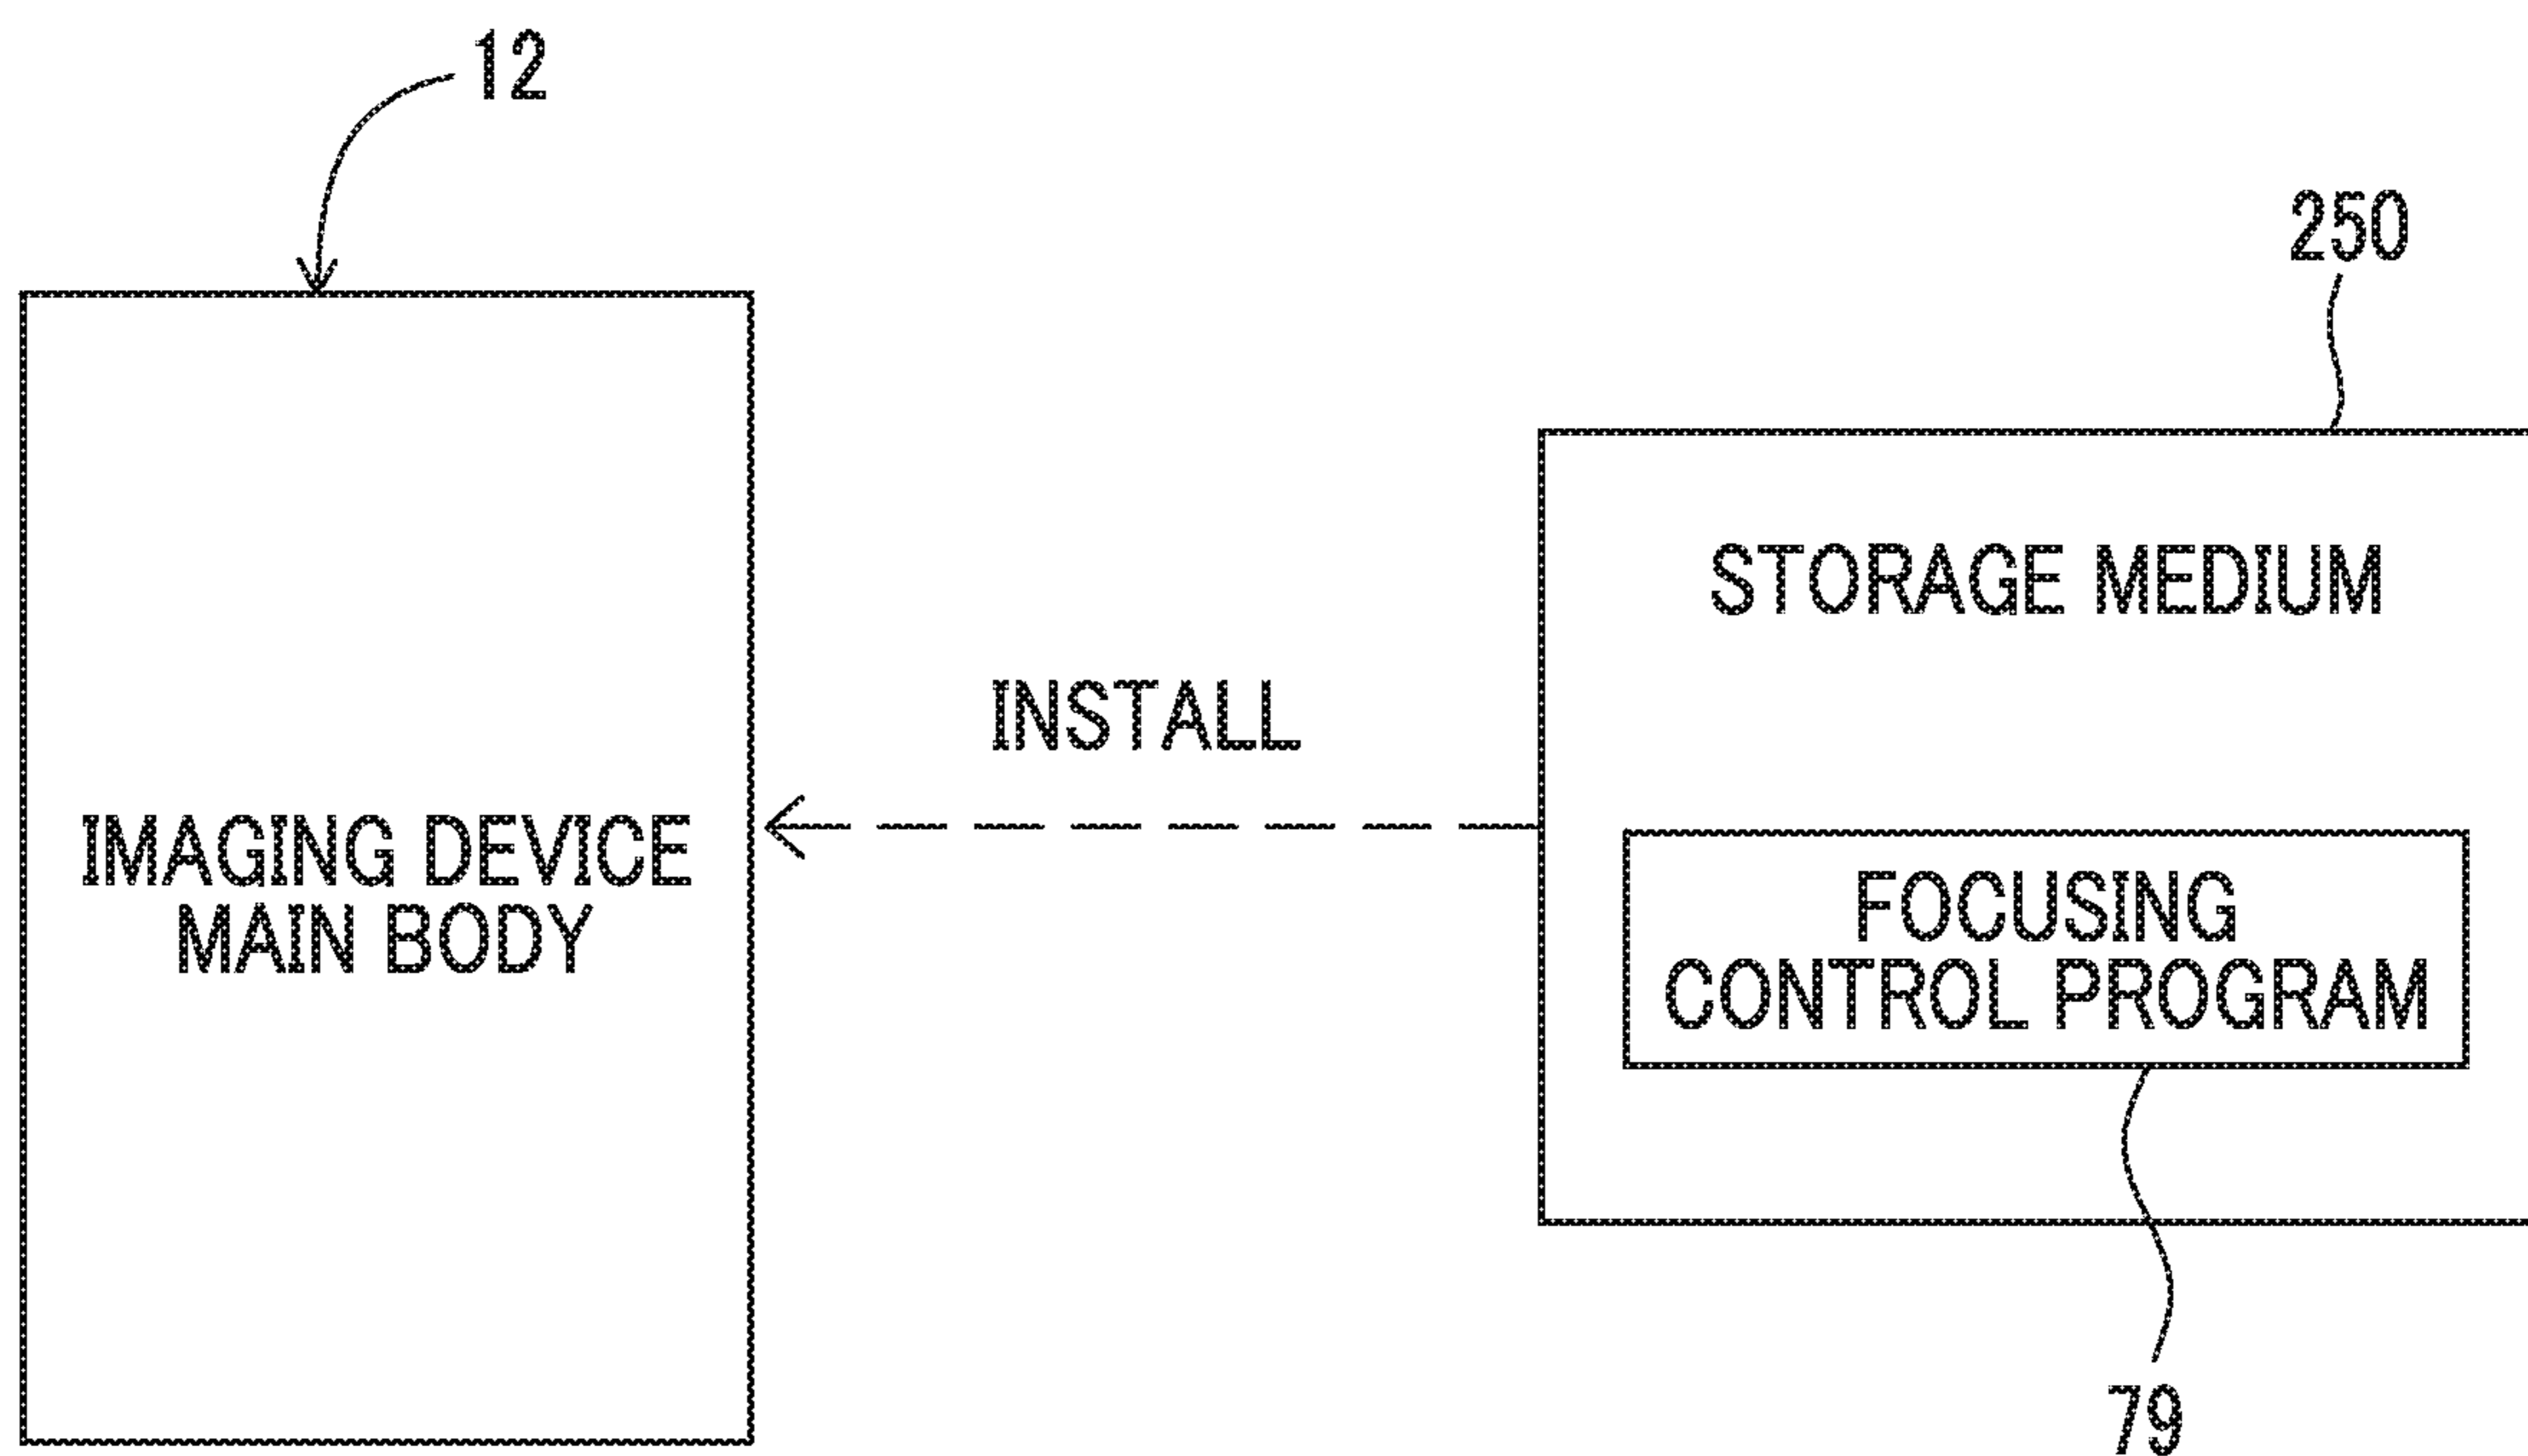 12
250
STORAGE MEDIUM
INSTALL
IMAGING DEVICE
MAIN BODY
FOCUSING
CONTROL PROGRAM
79